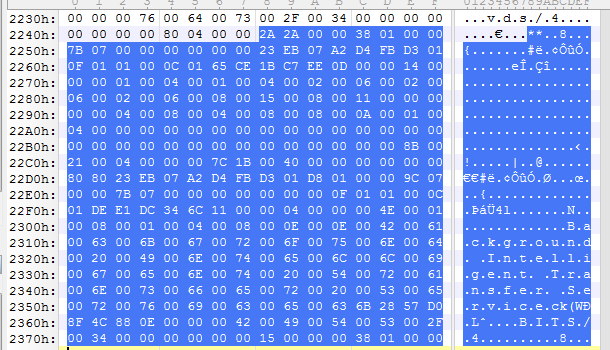 0 1 2 3 4 5 6 7 8 9 A B C D E F 0123456789ABCDEF
2230h: 00 00 00 76 00 64 00 73 00 2F 00 34 00 00 00 00 ...v.d.s./.4....
2240h: 00 00 00 00 80 04 00 00 2A 2A 00 00 38 01 00 00 ....€...**..8...
2250h: 7B 07 00 00 00 00 00 00 23 EB 07 A2 D4 FB D3 01 {.......#ë.¢ÔûÓ.
2260h: 0F 01 01 00 0C 01 65 CE 1B C7 EE 0D 00 00 14 00 ......eÎ.Çî.....
2270h: 00 00 01 00 04 00 01 00 04 00 02 00 06 00 02 00 ................
2280h: 06 00 02 00 06 00 08 00 15 00 08 00 11 00 00 00 ................
2290h: 00 00 04 00 08 00 04 00 08 00 08 00 0A 00 01 00 ................
22A0h: 04 00 00 00 00 00 00 00 00 00 00 00 00 00 00 00 ................
22B0h: 00 00 00 00 00 00 00 00 00 00 00 00 00 00 8B 00 ..............‹.
22C0h: 21 00 04 00 00 00 7C 1B 00 40 00 00 00 00 00 00 !.....|..@......
22D0h: 80 80 23 EB 07 A2 D4 FB D3 01 D8 01 00 00 9C 07 €€#ë.¢ÔûÓ.Ø...œ.
22E0h: 00 00 7B 07 00 00 00 00 00 00 00 0F 01 01 00 0C ..{.............
22F0h: 01 DE E1 DC 34 6C 11 00 00 04 00 00 00 4E 00 01 .ÞáÜ4l.......N..
2300h: 00 08 00 01 00 04 00 08 00 0E 00 0E 00 42 00 61 .............B.a
2310h: 00 63 00 6B 00 67 00 72 00 6F 00 75 00 6E 00 64 .c.k.g.r.o.u.n.d
2320h: 00 20 00 49 00 6E 00 74 00 65 00 6C 00 6C 00 69 . .I.n.t.e.l.l.i
2330h: 00 67 00 65 00 6E 00 74 00 20 00 54 00 72 00 61 .g.e.n.t. .T.r.a
2340h: 00 6E 00 73 00 66 00 65 00 72 00 20 00 53 00 65 .n.s.f.e.r. .S.e
2350h: 00 72 00 76 00 69 00 63 00 65 00 63 6B 28 57 D0 .r.v.i.c.e.ck(WÐ
2360h: 8F 4C 88 0E 00 00 00 42 00 49 00 54 00 53 00 2F .Lˆ....B.I.T.S./
2370h: 00 34 00 00 00 00 00 00 15 00 00 00 38 01 00 00 .4..........8...